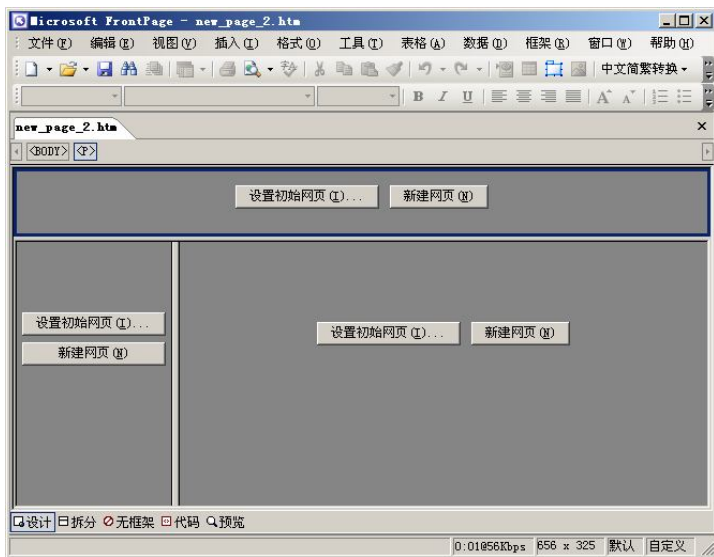 Microsoft FrontPage - new_page_2.htm
文件(F) 编辑(E) 视图(V) 插入(I) 格式(O) 工具(T) 表格(A) 数据(D) 框架(R) 窗口(W) 帮助(H)
中文简繁转换
B I U A A
new_page_2.htm
<BODY> <P>
设置初始网页(I)... 新建网页(N)
设置初始网页(I)...
新建网页(N)
设置初始网页(I)... 新建网页(N)
设计 拆分 无框架 代码 预览
0:01@56Kbps 656 x 325 默认 自定义